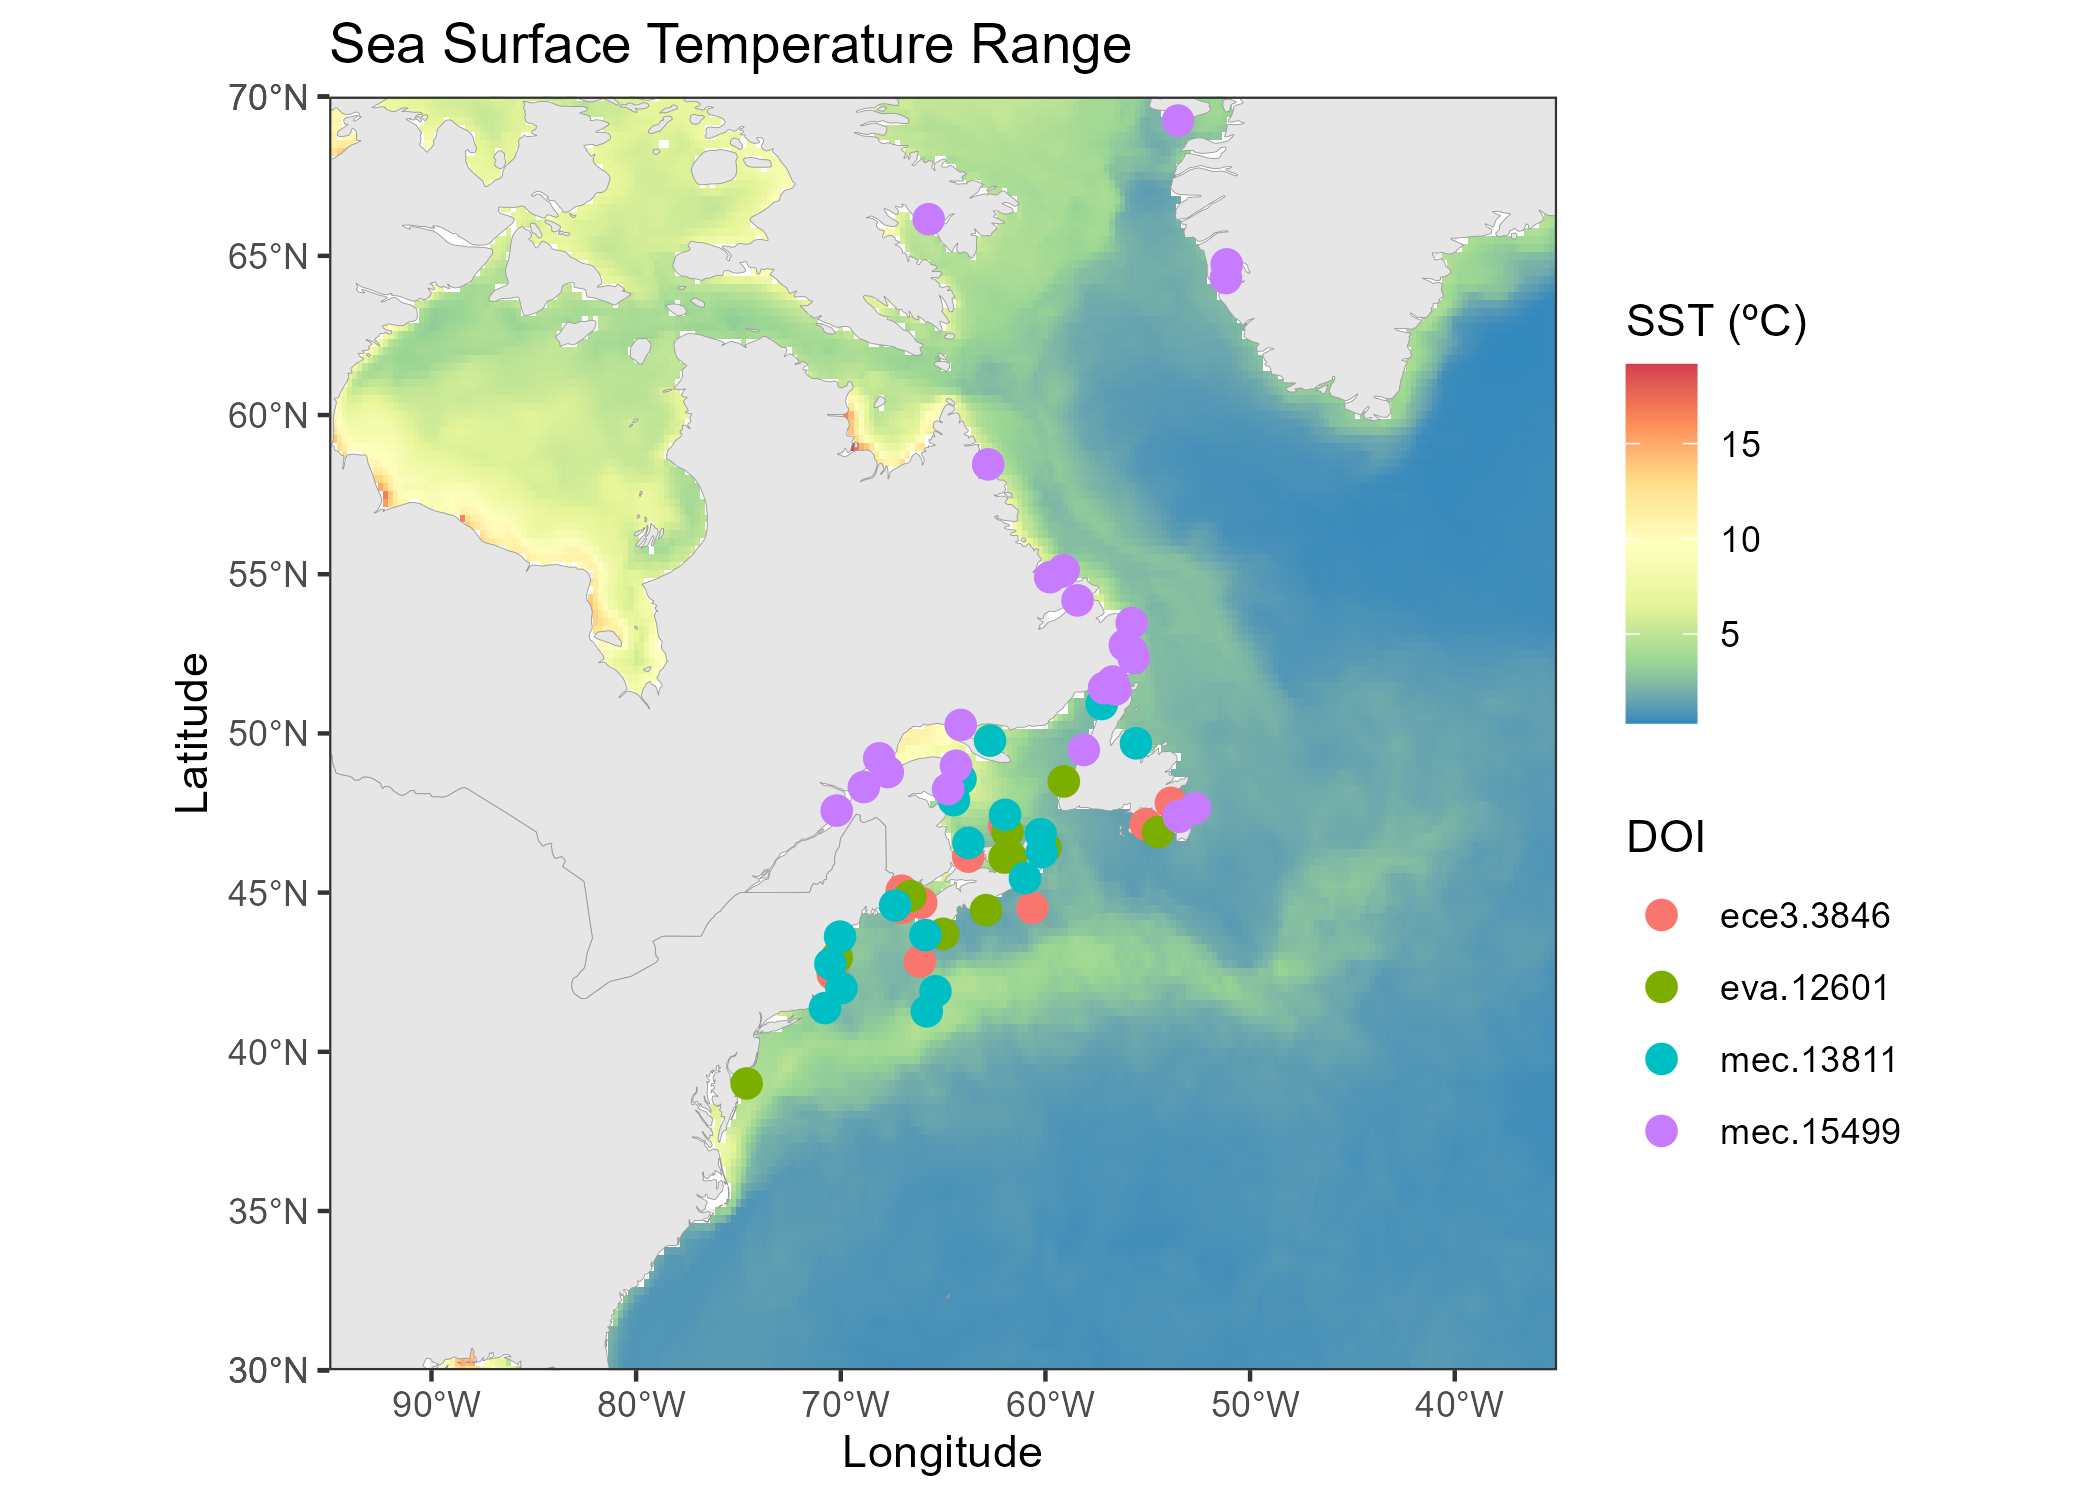 Sea Surface Temperature Range
70°N
65°N
60°N
55°N
50°N
45°N
40°N
35°N
30°N
Latitude
90°W
80°W
70°W
60°W
50°W
40°W
Longitude
SST (ºC)
15
10
5
DOI
ece3.3846
eva.12601
mec.13811
mec.15499